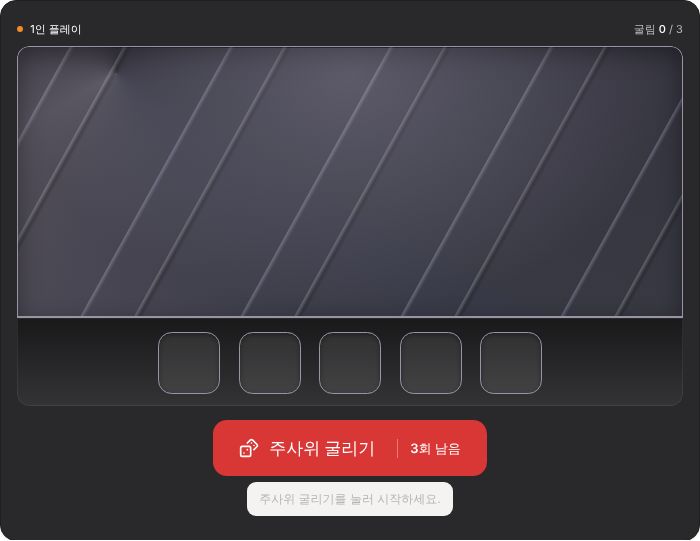 1인 플레이
굴림 0 / 3
주사위 굴리기
3회 남음
주사위 굴리기를 눌러 시작하세요.